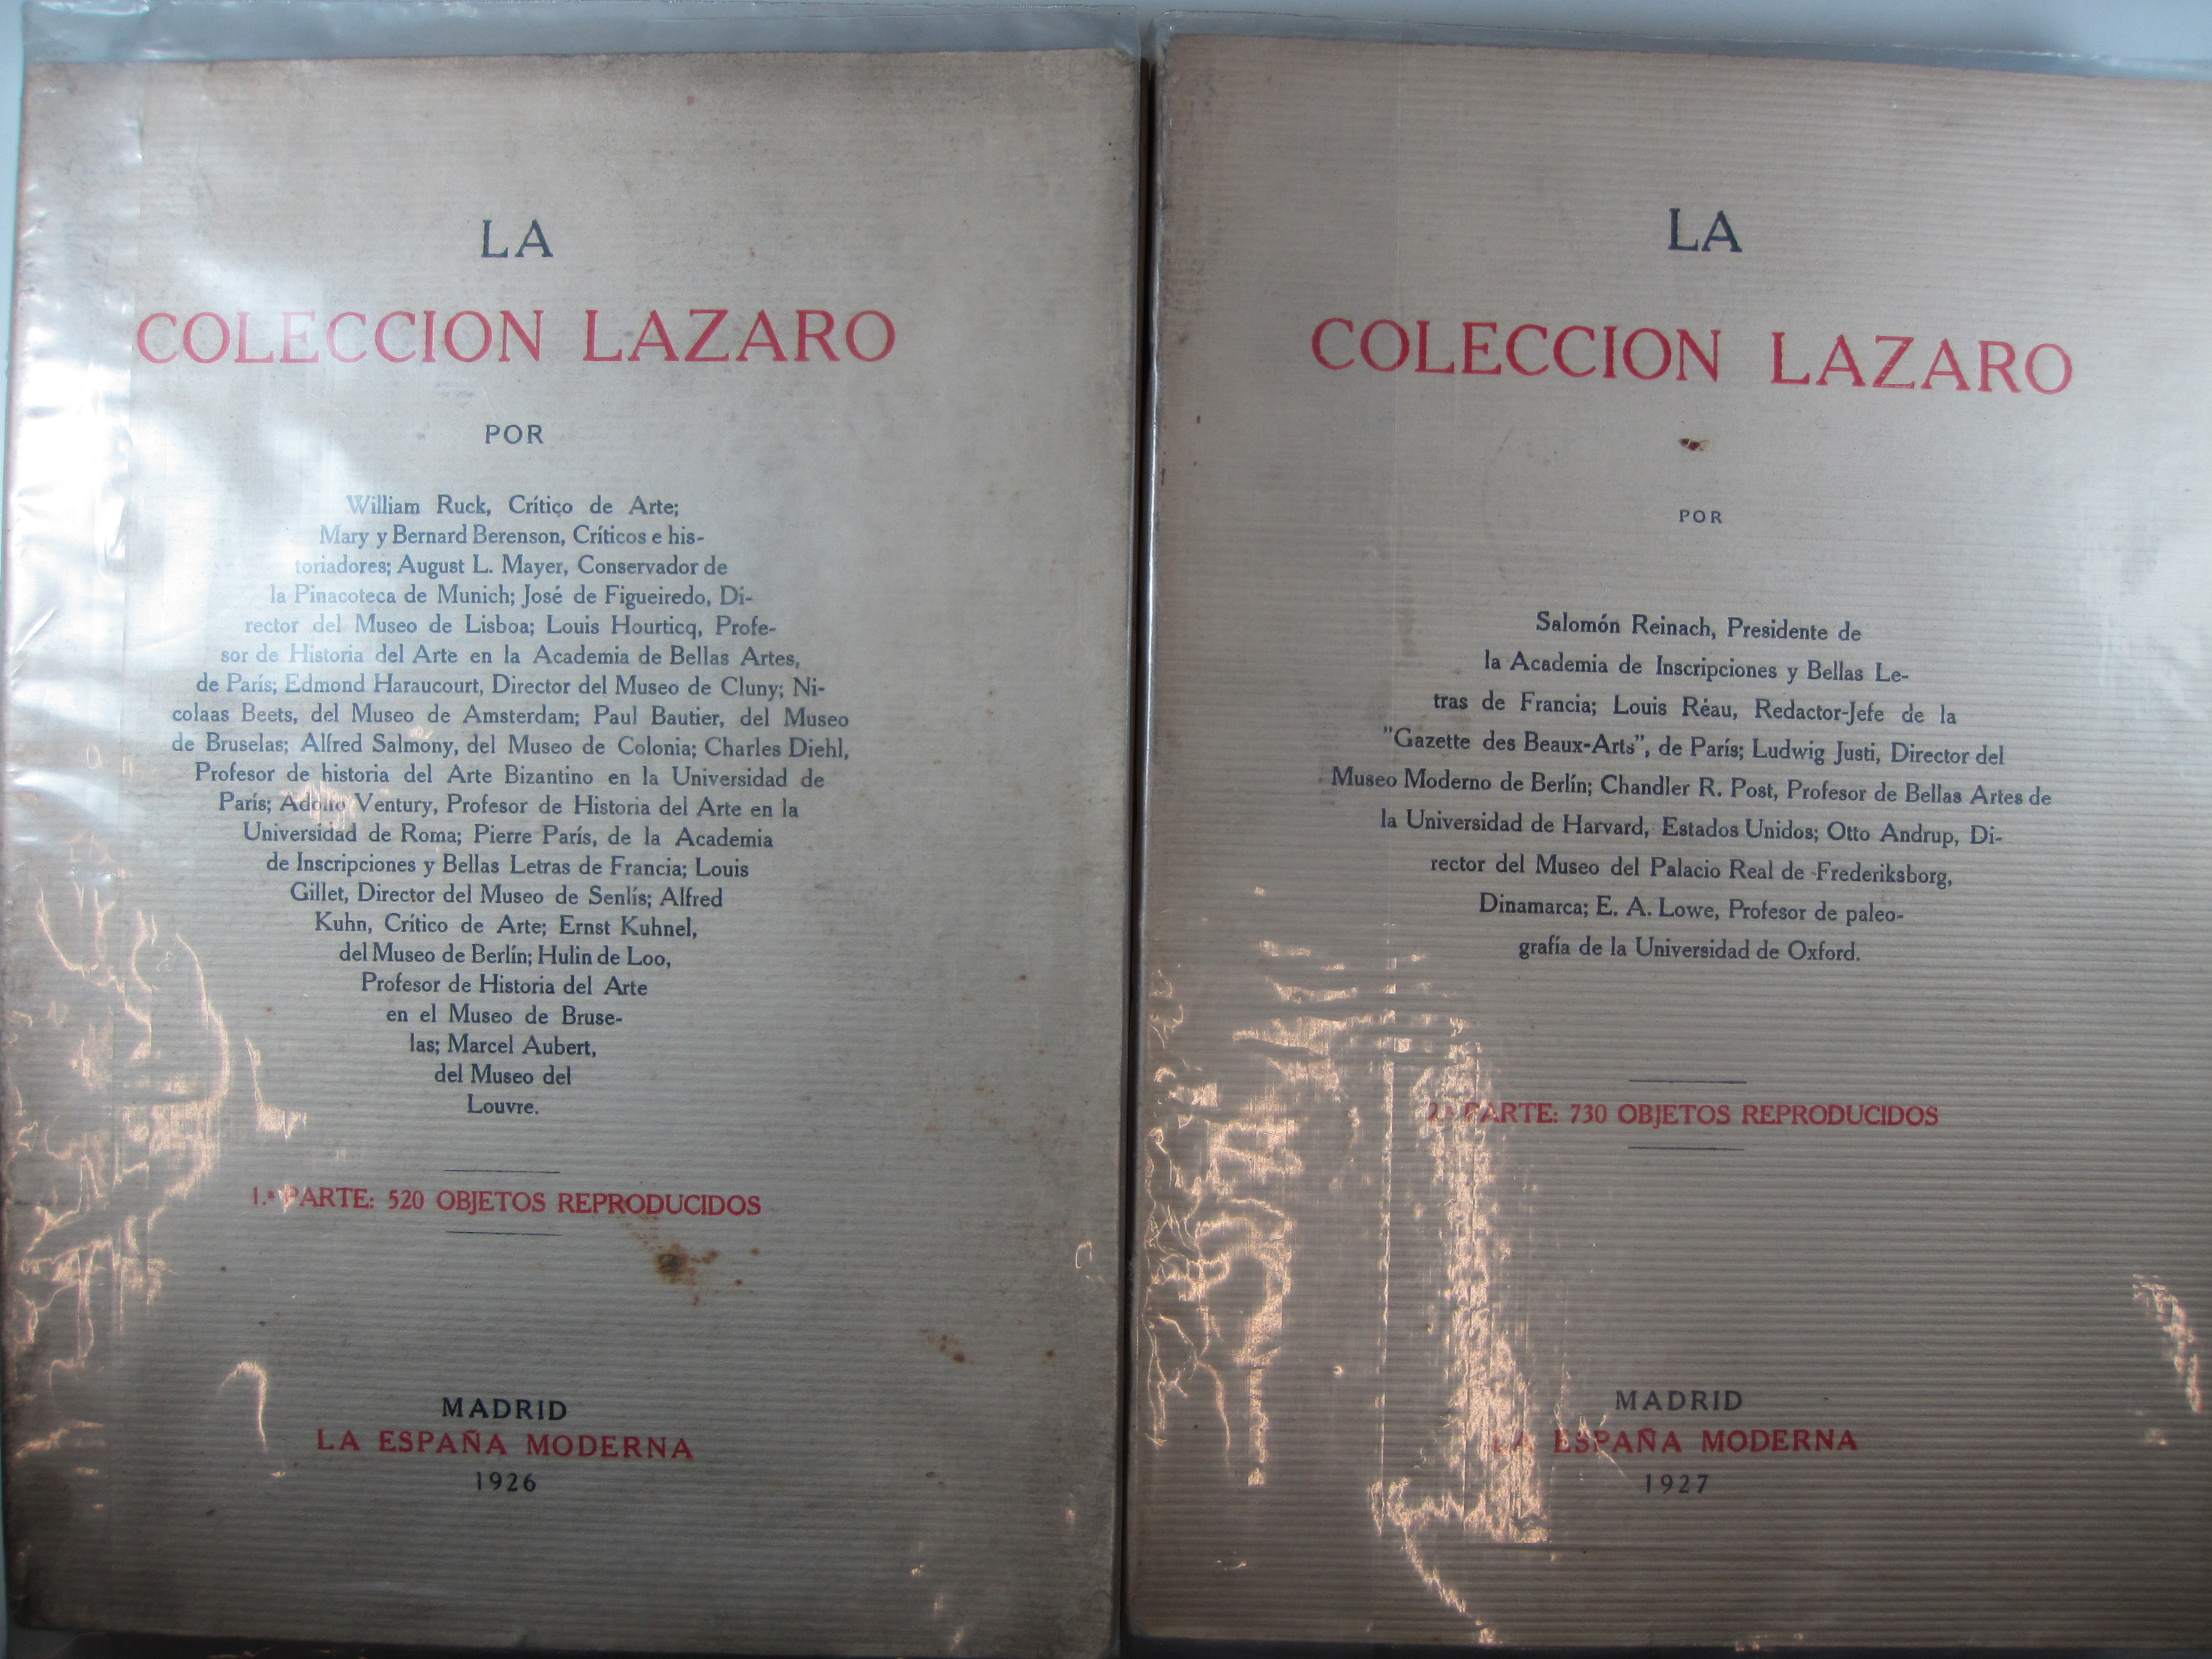 LA
COLECCION LAZARO
POR
William Ruck, Crítico de Arte;
Mary y Bernard Berenson, Críticos e his-
toriadores; August L. Mayer, Conservador de
la Pinacoteca de Munich; José de Figueiredo, Di-
rector del Museo de Lisboa; Louis Hourticq, Profe-
sor de Historia del Arte en la Academia de Bellas Artes,
de París; Edmond Haraucourt, Director del Museo de Cluny; Ni-
colaas Beets, del Museo de Amsterdam; Paul Bautier, del Museo
de Bruselas; Alfred Salmony, del Museo de Colonia; Charles Diehl,
Profesor de historia del Arte Bizantino en la Universidad de
París; Adolfo Ventury, Profesor de Historia del Arte en la
Universidad de Roma; Pierre París, de la Academia
de Inscripciones y Bellas Letras de Francia; Louis
Gillet, Director del Museo de Senlís; Alfred
Kuhn, Crítico de Arte; Ernst Kuhnel,
del Museo de Berlín; Hulin de Loo,
Profesor de Historia del Arte
en el Museo de Bruse-
las; Marcel Aubert,
del Museo del
Louvre.
1.ª PARTE: 520 OBJETOS REPRODUCIDOS
MADRID
LA ESPAÑA MODERNA
1926
LA
COLECCION LAZARO
POR
Salomón Reinach, Presidente de
la Academia de Inscripciones y Bellas Le-
tras de Francia; Louis Réau, Redactor-Jefe de la
"Gazette des Beaux-Arts", de París; Ludwig Justi, Director del
Museo Moderno de Berlín; Chandler R. Post, Profesor de Bellas Artes de
la Universidad de Harvard, Estados Unidos; Otto Andrup, Di-
rector del Museo del Palacio Real de Frederiksborg,
Dinamarca; E. A. Lowe, Profesor de paleo-
grafía de la Universidad de Oxford.
2.ª PARTE: 730 OBJETOS REPRODUCIDOS
MADRID
LA ESPAÑA MODERNA
1927